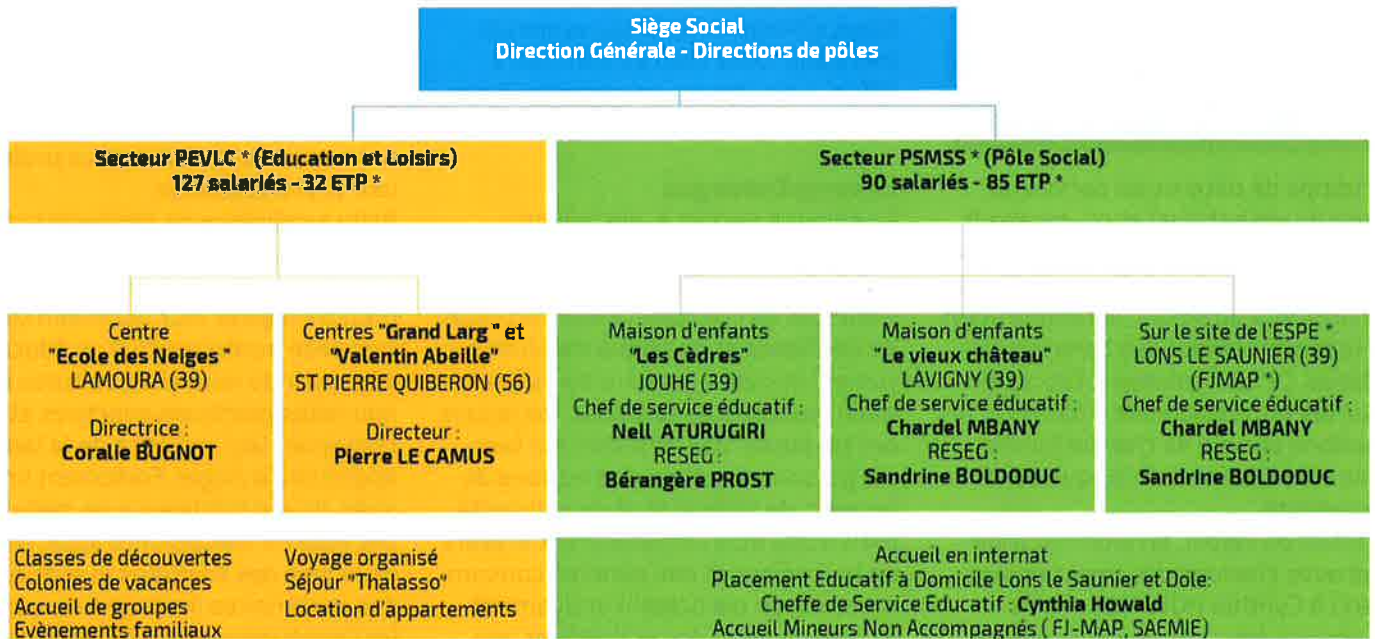 Siège Social
Direction Générale - Directions de pôles
Secteur PEVLC * (Education et Loisirs)
127 salariés - 32 ETP *
Secteur PSMSS * (Pôle Social)
90 salariés - 85 ETP *
Centre
"Ecole des Neiges "
LAMOURA (39)
Directrice :
Coralie BUGNOT
Centres "Grand Larg " et
"Valentin Abeille"
ST PIERRE QUIBERON (56)
Directeur :
Pierre LE CAMUS
Maison d'enfants
"Les Cèdres"
JOUHE (39)
Chef de service éducatif :
Nell ATURUGIRI
RESEG :
Bérangère PROST
Maison d'enfants
"Le vieux château"
LAVIGNY (39)
Chef de service éducatif :
Chardel MBANY
RESEG :
Sandrine BOLDODUC
Sur le site de l'ESPE *
LONS LE SAUNIER (39)
(FJMAP *)
Chef de service éducatif :
Chardel MBANY
RESEG :
Sandrine BOLDODUC
Classes de découvertes
Colonies de vacances
Accueil de groupes
Evènements familiaux
Voyage organisé
Séjour "Thalasso"
Location d'appartements
Accueil en internat
Placement Educatif à Domicile Lons le Saunier et Dole:
Cheffe de Service Educatif : Cynthia Howald
Accueil Mineurs Non Accompagnés ( FJ-MAP, SAEMIE)